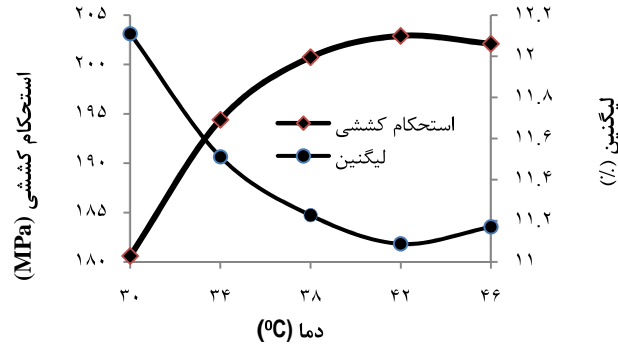 استحکام کششی (MPa)
۲۰۵
۲۰۰
۱۹۵
۱۹۰
۱۸۵
۱۸۰
۱۲.۲
۱۲
۱۱.۸
۱۱.۶
۱۱.۴
۱۱.۲
۱۱
لیگنین (٪)
استحکام کششی
لیگنین
۳۰ ۳۴ ۳۸ ۴۲ ۴۶
دما (⁰C)